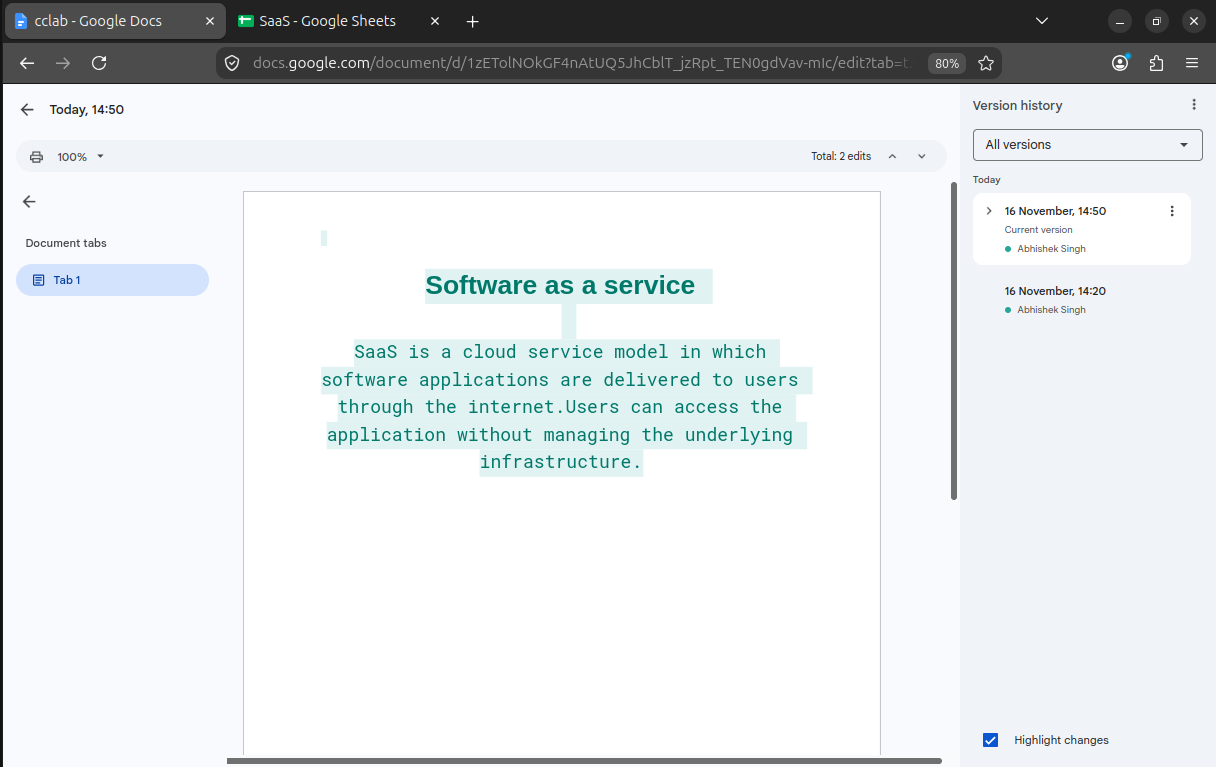 cclab - Google Docs
SaaS - Google Sheets
docs.google.com/document/d/1zETolNOkGF4nAtUQ5JhCblT_jzRpt_TEN0gdVav-mIc/edit?tab=t
80%
Today, 14:50
100%
Total: 2 edits
Document tabs
Tab 1
Software as a service
SaaS is a cloud service model in which
software applications are delivered to users
through the internet.Users can access the
application without managing the underlying
infrastructure.
Version history
All versions
Today
16 November, 14:50
Current version
Abhishek Singh
16 November, 14:20
Abhishek Singh
Highlight changes